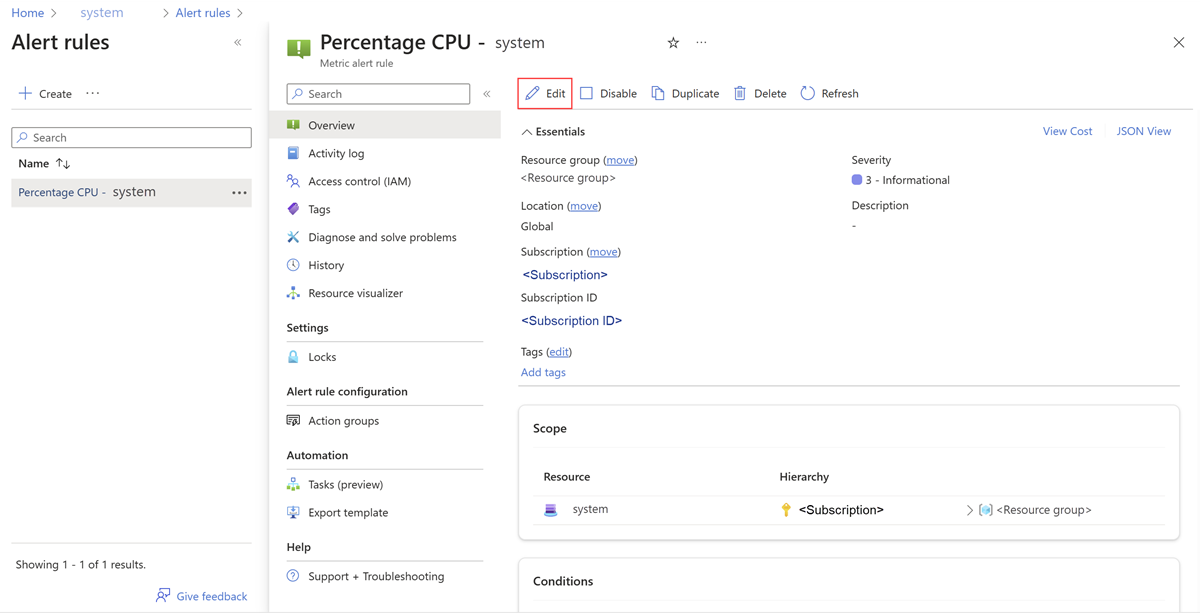 Home > system > Alert rules >
Alert rules «
+ Create ···
Search
Name ↑↓
Percentage CPU - system ···
Showing 1 - 1 of 1 results.
Give feedback
Percentage CPU - system ☆ ···
Metric alert rule
Search «
Overview
Activity log
Access control (IAM)
Tags
Diagnose and solve problems
History
Resource visualizer
Settings
Locks
Alert rule configuration
Action groups
Automation
Tasks (preview)
Export template
Help
Support + Troubleshooting
Edit Disable Duplicate Delete Refresh
Essentials View Cost JSON View
Resource group (move)
<Resource group>
Location (move)
Global
Subscription (move)
<Subscription>
Subscription ID
<Subscription ID>
Tags (edit)
Add tags
Severity
3 - Informational
Description
-
Scope
Resource Hierarchy
system <Subscription> > <Resource group>
Conditions